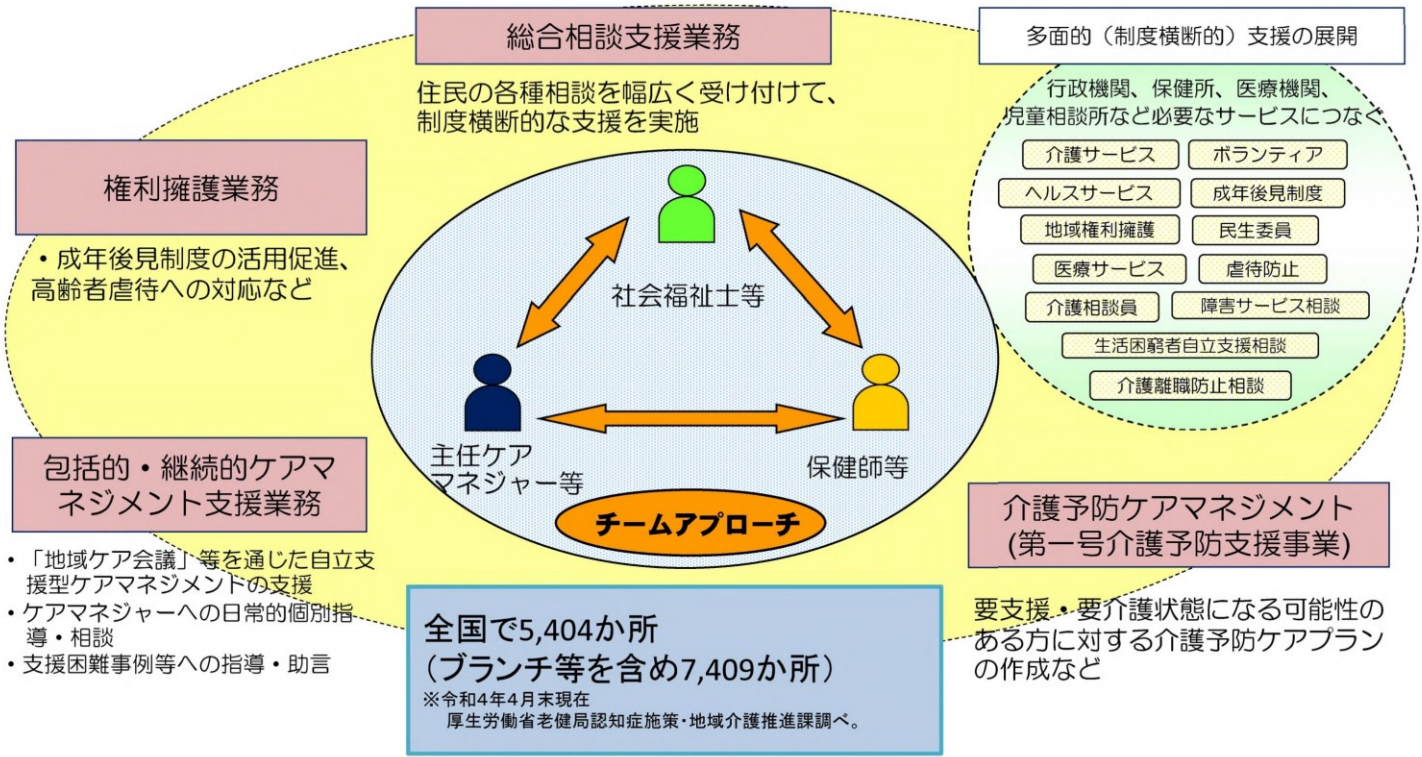 総合相談支援業務
住民の各種相談を幅広く受け付けて、
制度横断的な支援を実施
多面的（制度横断的）支援の展開
行政機関、保健所、医療機関、
児童相談所など必要なサービスにつなぐ
介護サービス
ボランティア
ヘルスサービス
成年後見制度
地域権利擁護
民生委員
医療サービス
虐待防止
介護相談員
障害サービス相談
生活困窮者自立支援相談
介護離職防止相談
権利擁護業務
・成年後見制度の活用促進、
高齢者虐待への対応など
社会福祉士等
主任ケア
マネジャー等
保健師等
チームアプローチ
包括的・継続的ケアマ
ネジメント支援業務
・「地域ケア会議」等を通じた自立支
援型ケアマネジメントの支援
・ケアマネジャーへの日常的個別指
導・相談
・支援困難事例等への指導・助言
介護予防ケアマネジメント
(第一号介護予防支援事業)
要支援・要介護状態になる可能性の
ある方に対する介護予防ケアプラン
の作成など
全国で5,404か所
（ブランチ等を含め7,409か所）
※令和4年4月末現在
厚生労働省老健局認知症施策･地域介護推進課調べ。